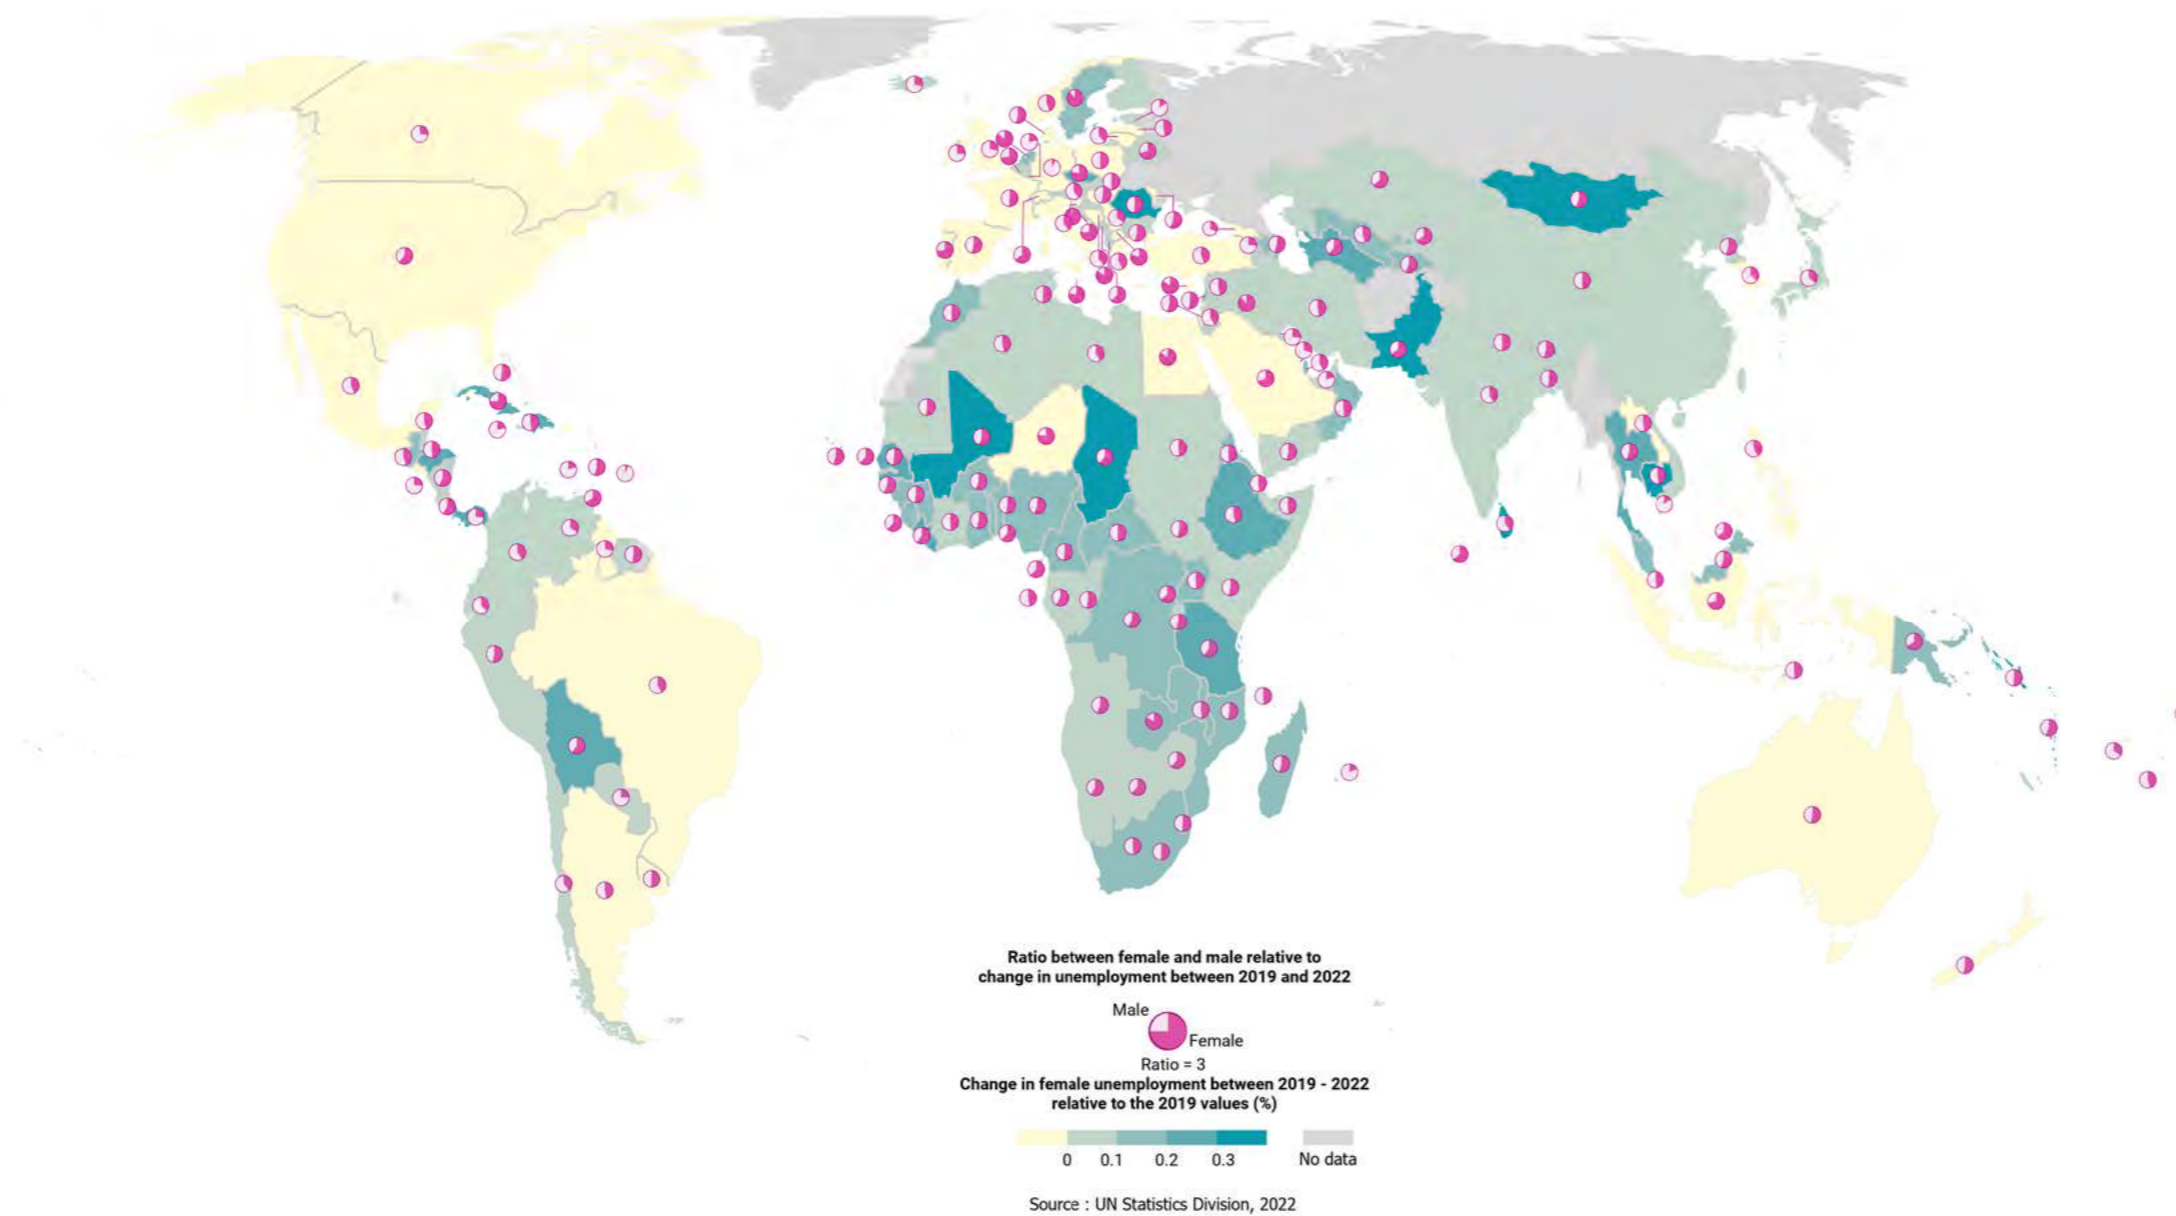 Ratio between female and male relative to
change in unemployment between 2019 and 2022
Male
Female
Ratio = 3
Change in female unemployment between 2019 - 2022
relative to the 2019 values (%)
0 0.1 0.2 0.3 No data
Source : UN Statistics Division, 2022